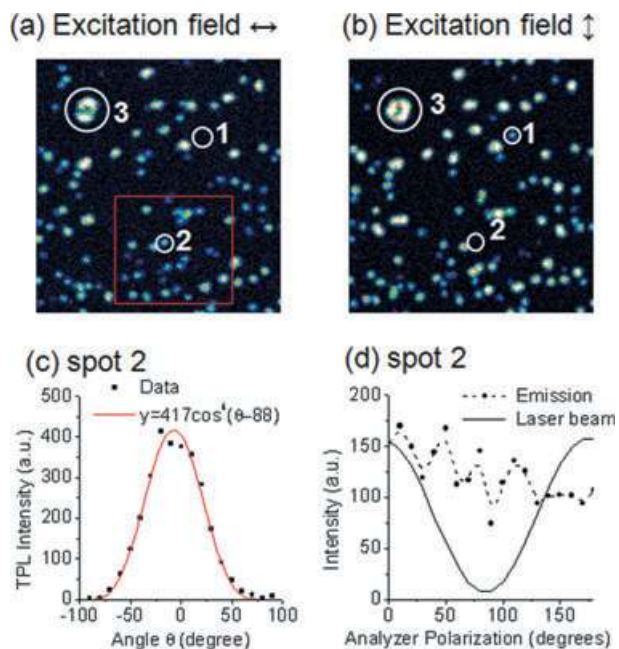 (a) Excitation field ↔
(b) Excitation field ↕
3
1
2
3
1
2
(c) spot 2
Data
y=417cos⁴(θ-88)
TPL Intensity (a.u.)
500
400
300
200
100
0
-100 -50 0 50 100
Angle θ (degree)
(d) spot 2
Emission
Laser beam
Intensity (a.u.)
200
150
100
50
0
0 50 100 150
Analyzer Polarization (degrees)